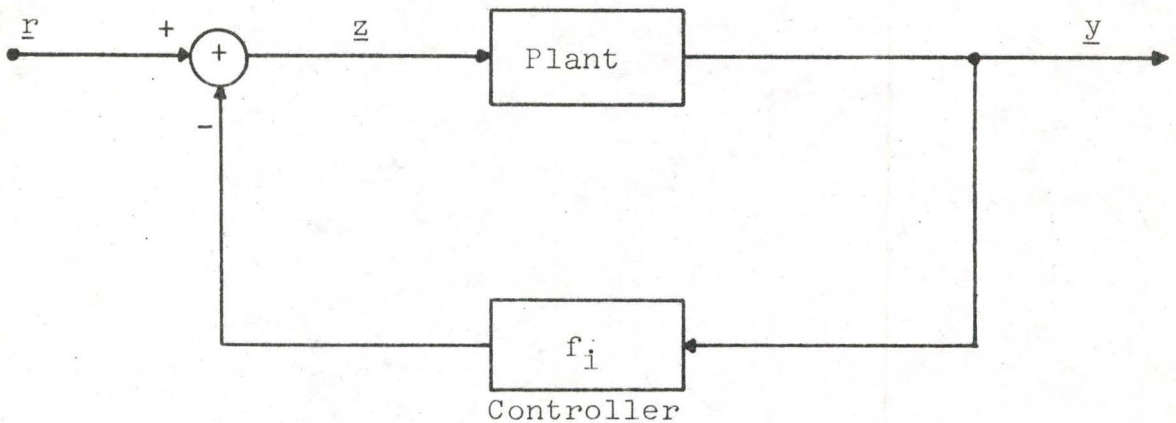 r
+
+
z
Plant
y
-
f_i
Controller